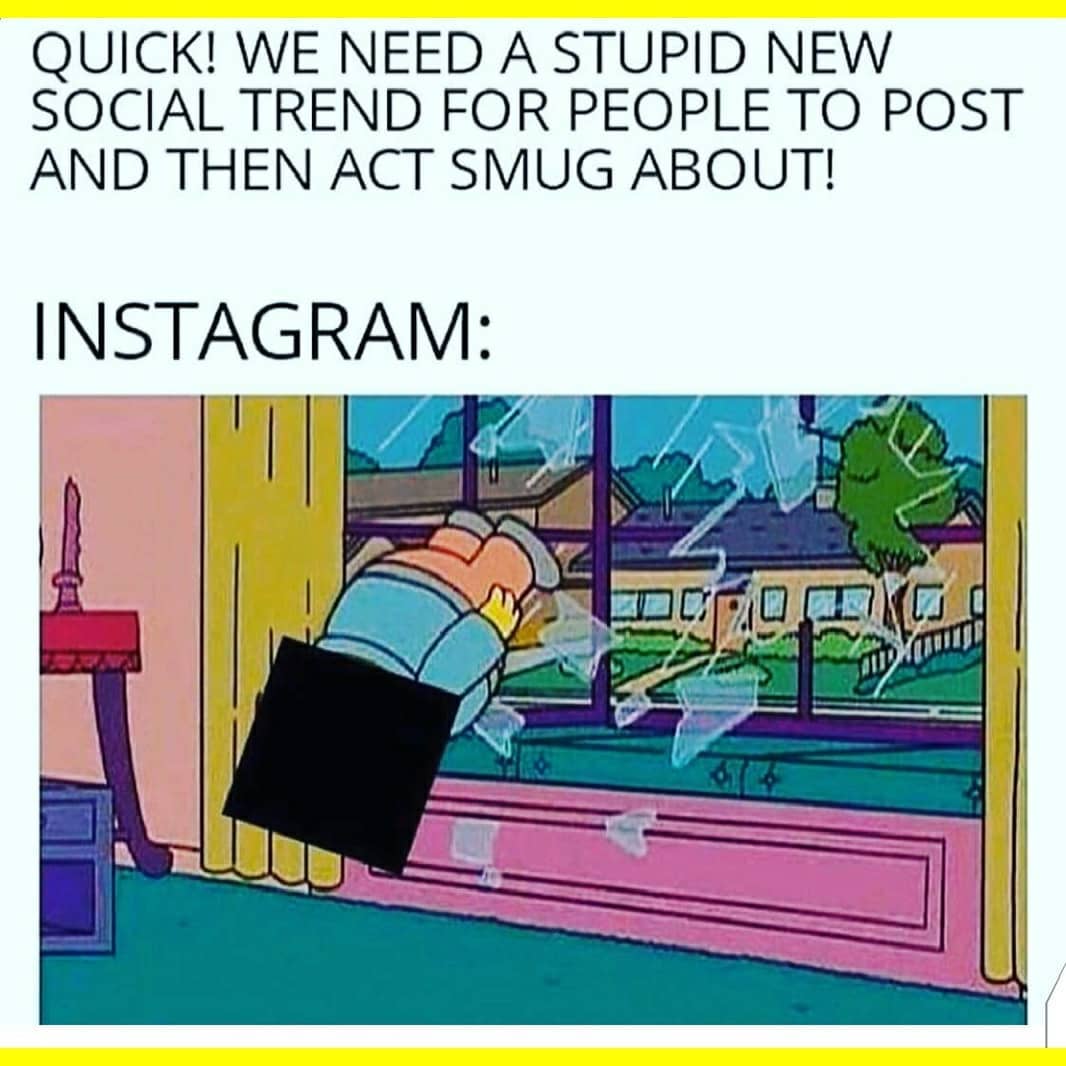 QUICK! WE NEED A STUPID NEW
SOCIAL TREND FOR PEOPLE TO POST
AND THEN ACT SMUG ABOUT!
INSTAGRAM: